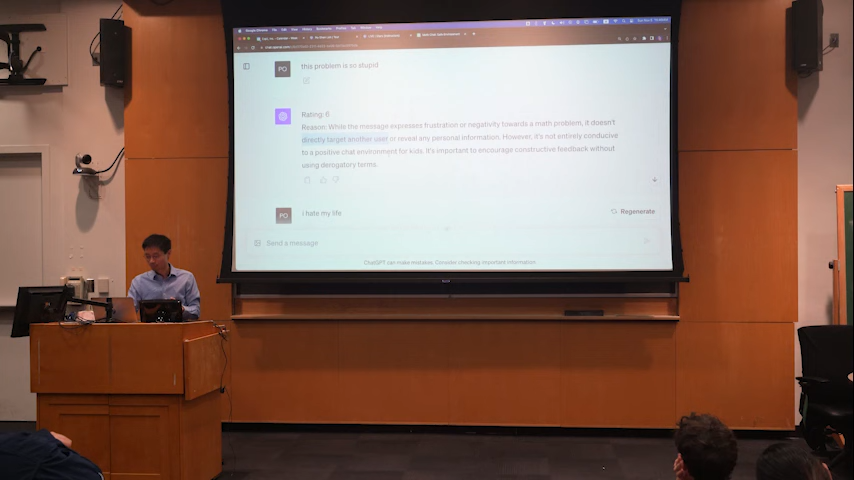 PO
this problem is so stupid
Rating: 6
Reason: While the message expresses frustration or negativity towards a math problem, it doesn't
directly target another user or reveal any personal information. However, it's not entirely conducive
to a positive chat environment for kids. It's important to encourage constructive feedback without
using derogatory terms.
PO
I hate my life
Regenerate
Send a message
ChatGPT can make mistakes. Consider checking important information.